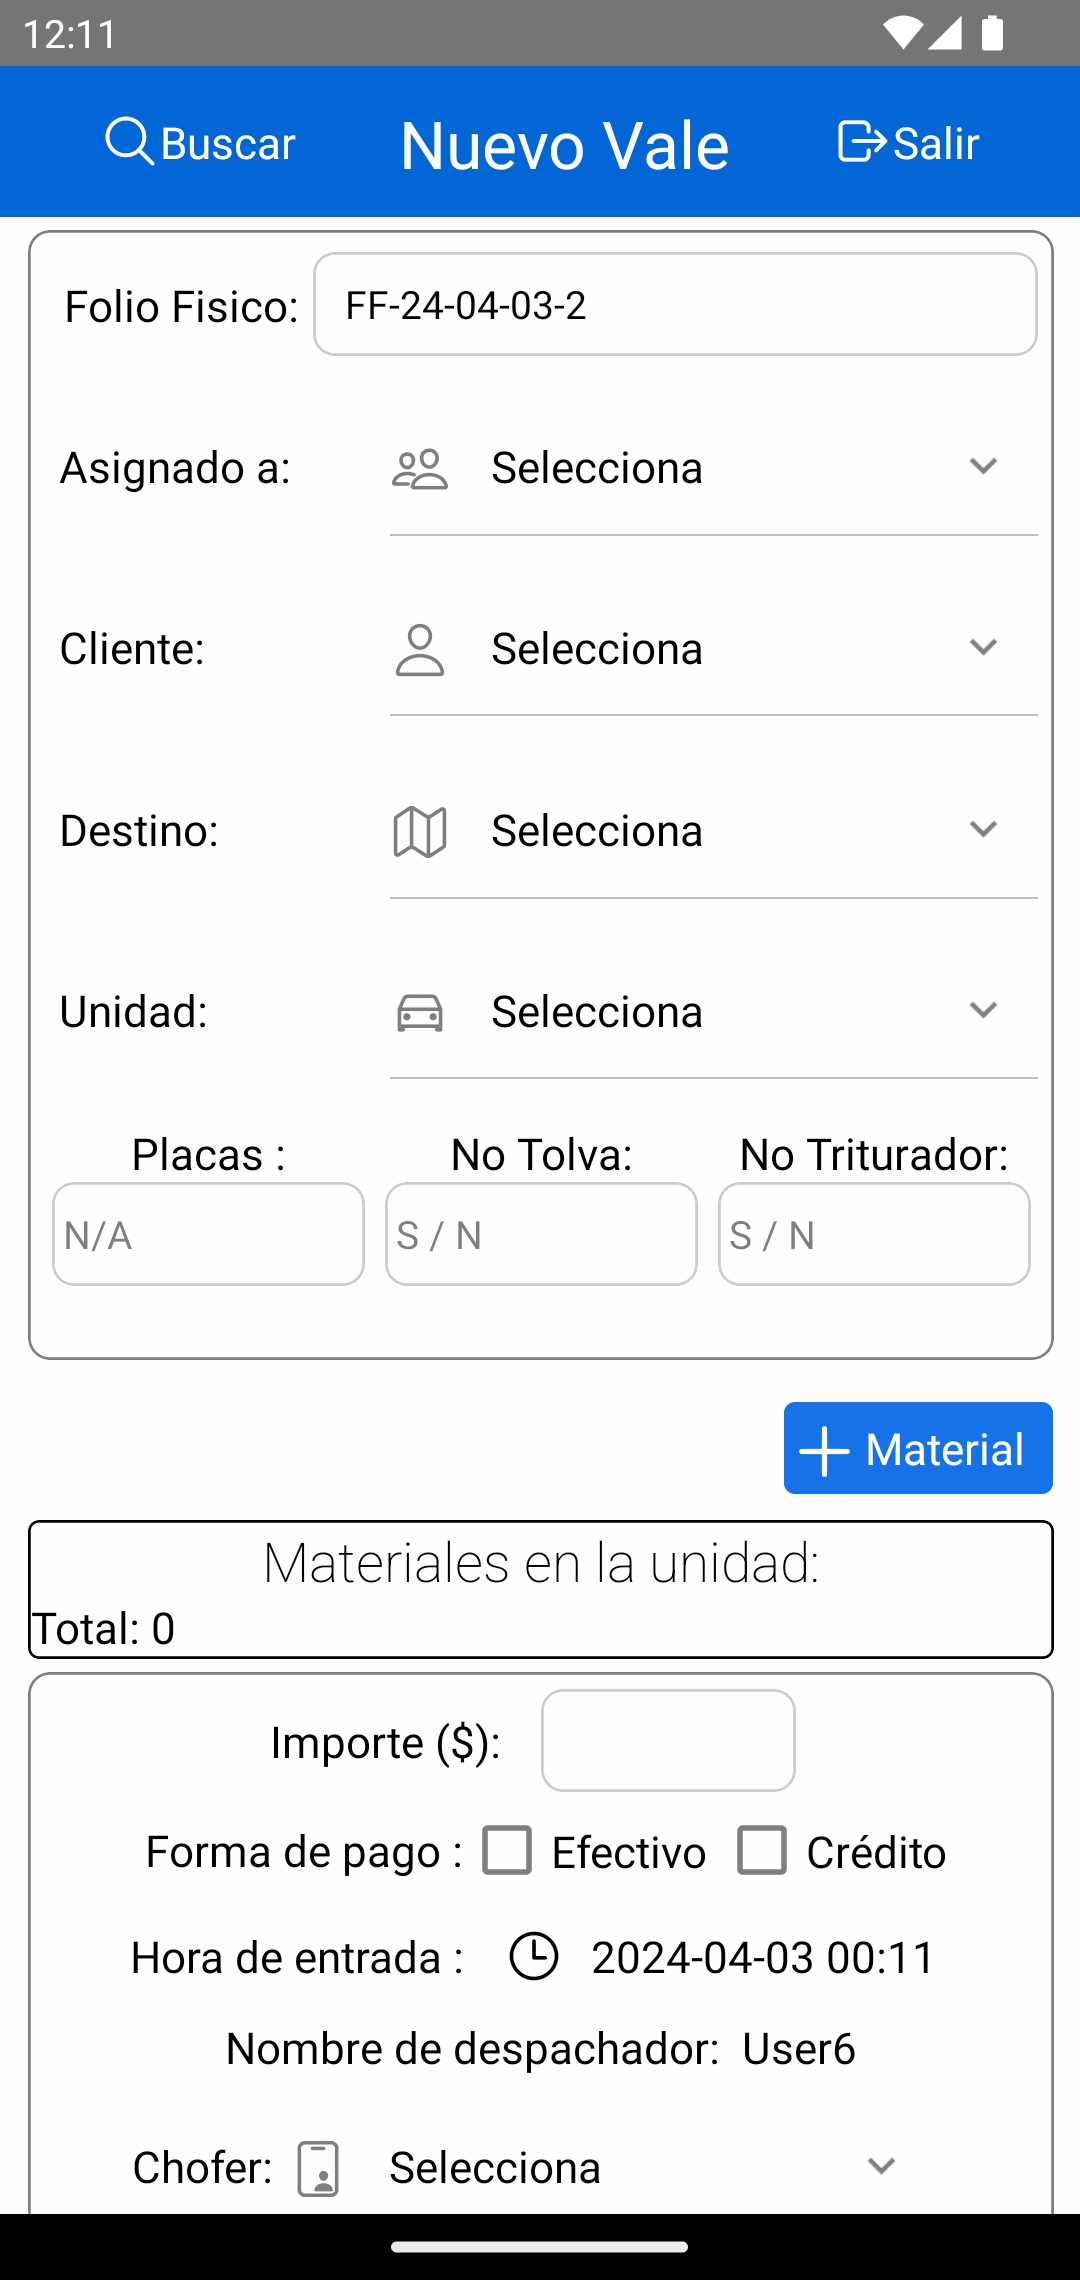 12:11
Buscar Nuevo Vale Salir
Folio Fisico: FF-24-04-03-2
Asignado a: Selecciona
Cliente: Selecciona
Destino: Selecciona
Unidad: Selecciona
Placas : No Tolva: No Triturador:
N/A S / N S / N
Material
Materiales en la unidad:
Total: 0
Importe ($):
Forma de pago : Efectivo Crédito
Hora de entrada : 2024-04-03 00:11
Nombre de despachador: User6
Chofer: Selecciona